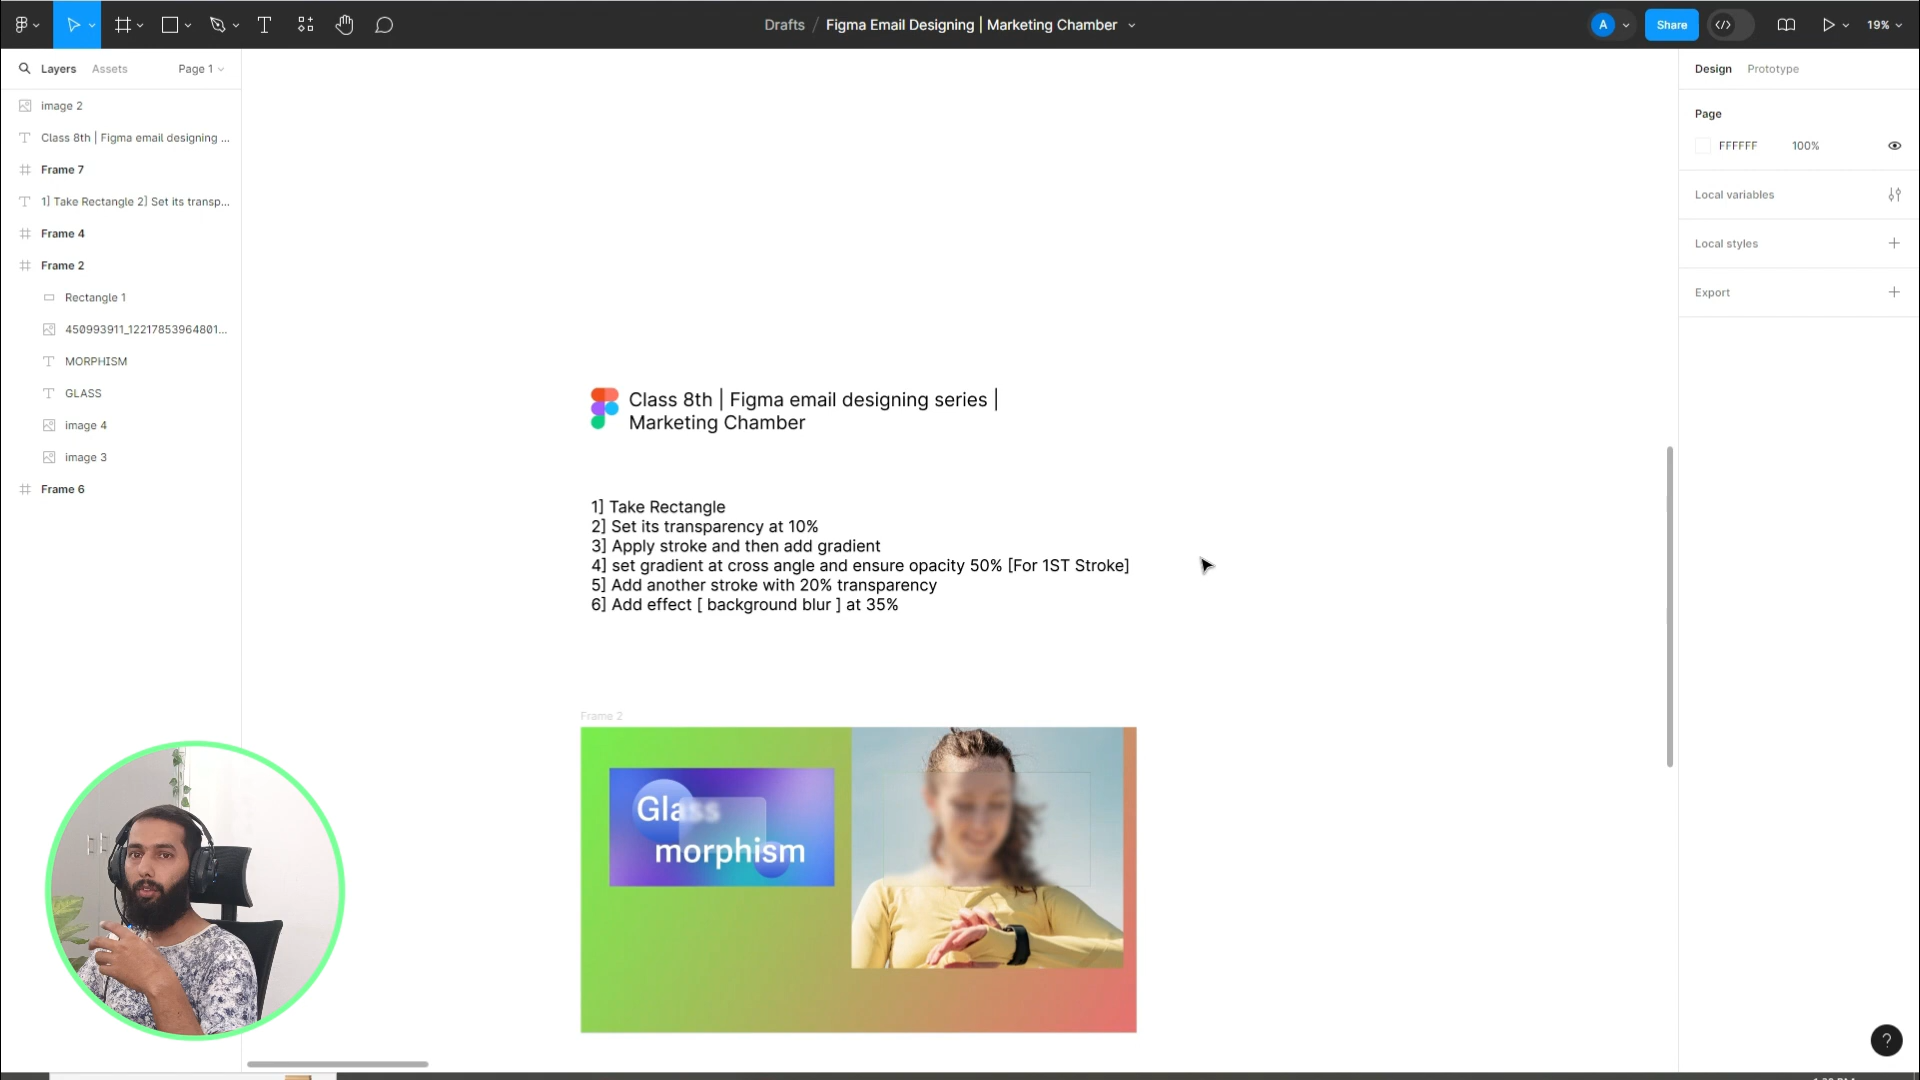 Drafts / Figma Email Designing | Marketing Chamber
A
Share
19%
Layers
Assets
Page 1
image 2
Class 8th | Figma email designing ...
Frame 7
1] Take Rectangle 2] Set its transp...
Frame 4
Frame 2
Rectangle 1
450993911_12217853964801...
MORPHISM
GLASS
image 4
image 3
Frame 6
Class 8th | Figma email designing series |
Marketing Chamber
1] Take Rectangle
2] Set its transparency at 10%
3] Apply stroke and then add gradient
4] set gradient at cross angle and ensure opacity 50% [For 1ST Stroke]
5] Add another stroke with 20% transparency
6] Add effect [ background blur ] at 35%
Frame 2
Glass
morphism
Design
Prototype
Page
FFFFFF
100%
Local variables
Local styles
Export
?